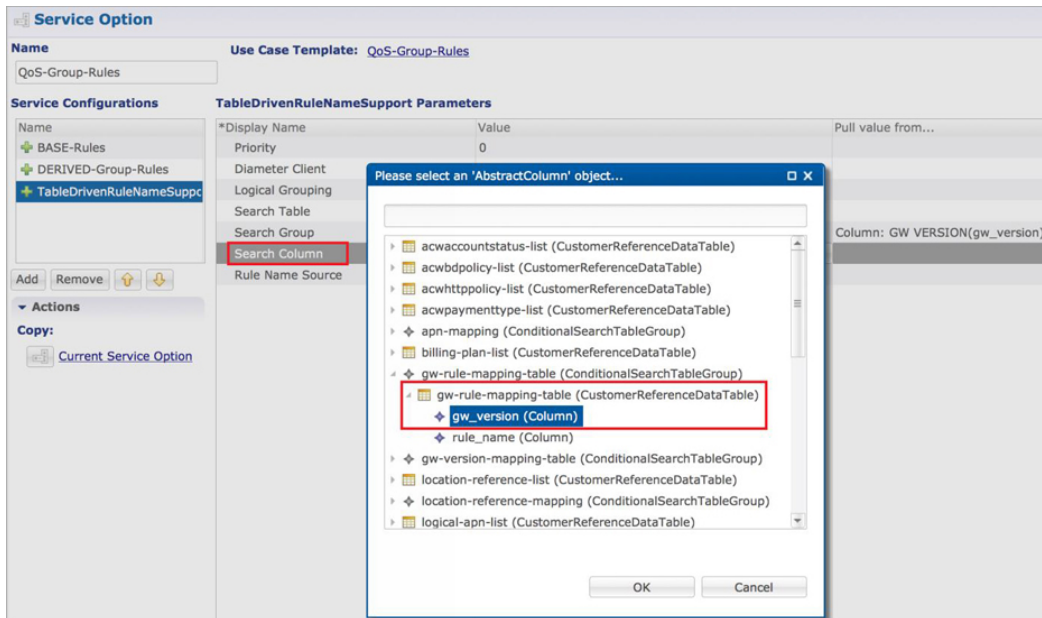 Service Option
Name
Use Case Template: QoS-Group-Rules
QoS-Group-Rules
Service Configurations
TableDrivenRuleNameSupport Parameters
Name
*Display Name Value Pull value from...
BASE-Rules
Priority 0
DERIVED-Group-Rules
Diameter Client
TableDrivenRuleNameSuppo
Logical Grouping
Search Table
Search Group Column: GW VERSION(gw_version)
Search Column
Rule Name Source
Add Remove
Actions
Copy:
Current Service Option
Please select an 'AbstractColumn' object...
acwaccountstatus-list (CustomerReferenceDataTable)
acwbdpolicy-list (CustomerReferenceDataTable)
acwhttppolicy-list (CustomerReferenceDataTable)
acwpaymenttype-list (CustomerReferenceDataTable)
apn-mapping (ConditionalSearchTableGroup)
billing-plan-list (CustomerReferenceDataTable)
gw-rule-mapping-table (ConditionalSearchTableGroup)
gw-rule-mapping-table (CustomerReferenceDataTable)
gw_version (Column)
rule_name (Column)
gw-version-mapping-table (ConditionalSearchTableGroup)
location-reference-list (CustomerReferenceDataTable)
location-reference-mapping (ConditionalSearchTableGroup)
logical-apn-list (CustomerReferenceDataTable)
OK Cancel